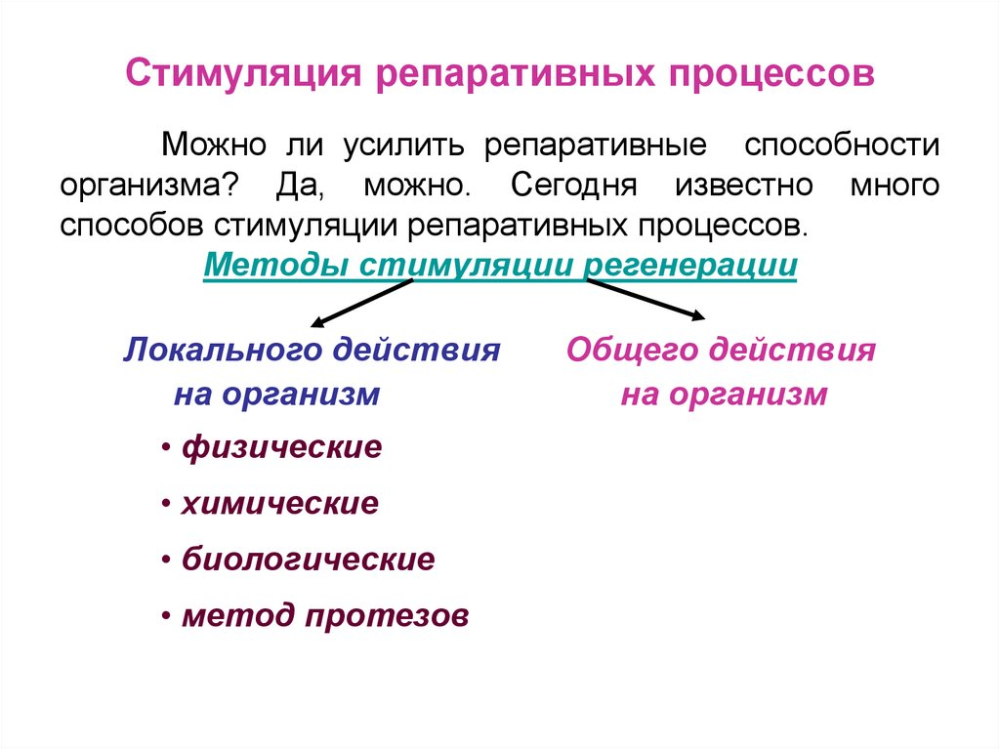 Стимуляция репаративных процессов
Можно ли усилить репаративные способности
организма? Да, можно. Сегодня известно много
способов стимуляции репаративных процессов.
Методы стимуляции регенерации
Локального действия
на организм
Общего действия
на организм
• физические
• химические
• биологические
• метод протезов